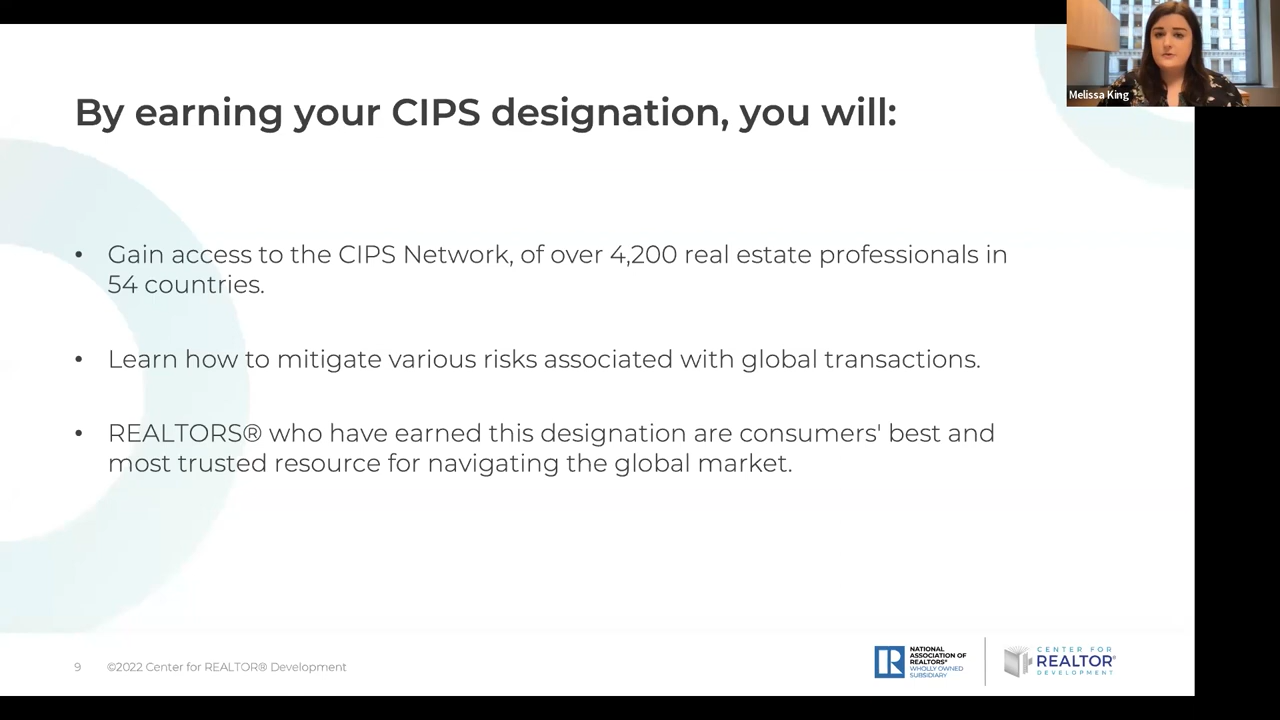 Melissa King
By earning your CIPS designation, you will:
• Gain access to the CIPS Network, of over 4,200 real estate professionals in
54 countries.
• Learn how to mitigate various risks associated with global transactions.
• REALTORS® who have earned this designation are consumers' best and
most trusted resource for navigating the global market.
9 ©2022 Center for REALTOR® Development
NATIONAL
ASSOCIATION OF
REALTORS®
WHOLLY OWNED
SUBSIDIARY
CENTER FOR
REALTOR®
DEVELOPMENT